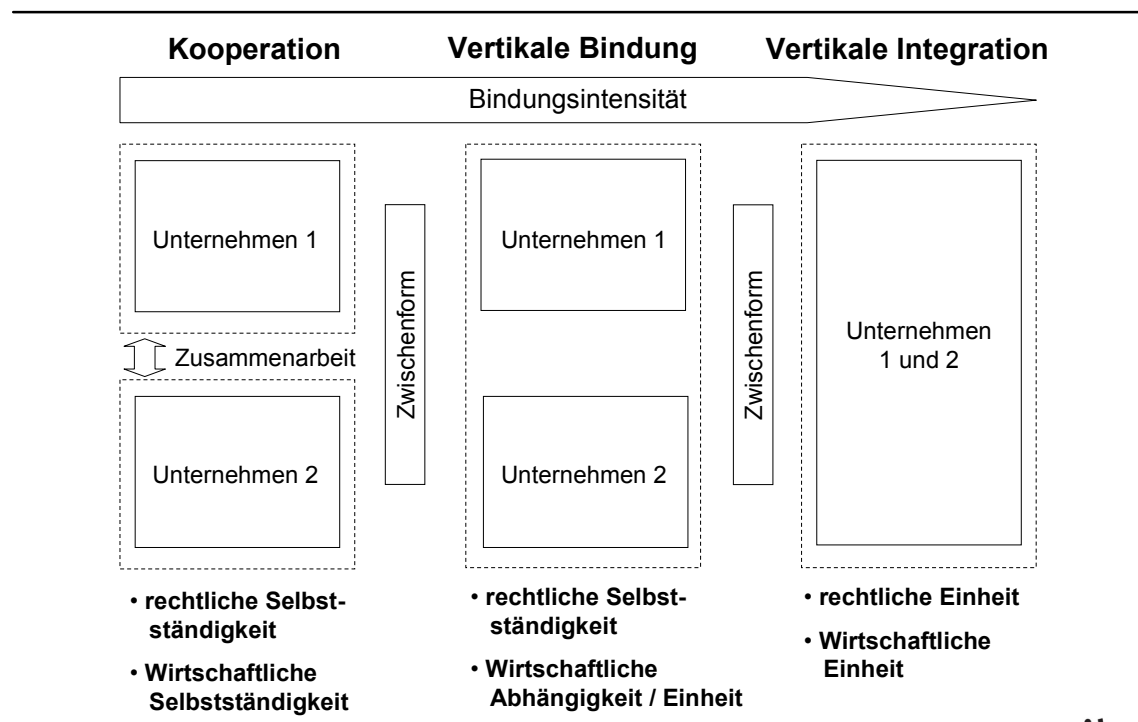 Kooperation
Vertikale Bindung
Vertikale Integration
Bindungsintensität
Unternehmen 1
Zusammenarbeit
Unternehmen 2
Zwischenform
Unternehmen 1
Unternehmen 2
Zwischenform
Unternehmen
1 und 2
• rechtliche Selbst-
ständigkeit
• Wirtschaftliche
Selbstständigkeit
• rechtliche Selbst-
ständigkeit
• Wirtschaftliche
Abhängigkeit / Einheit
• rechtliche Einheit
• Wirtschaftliche
Einheit